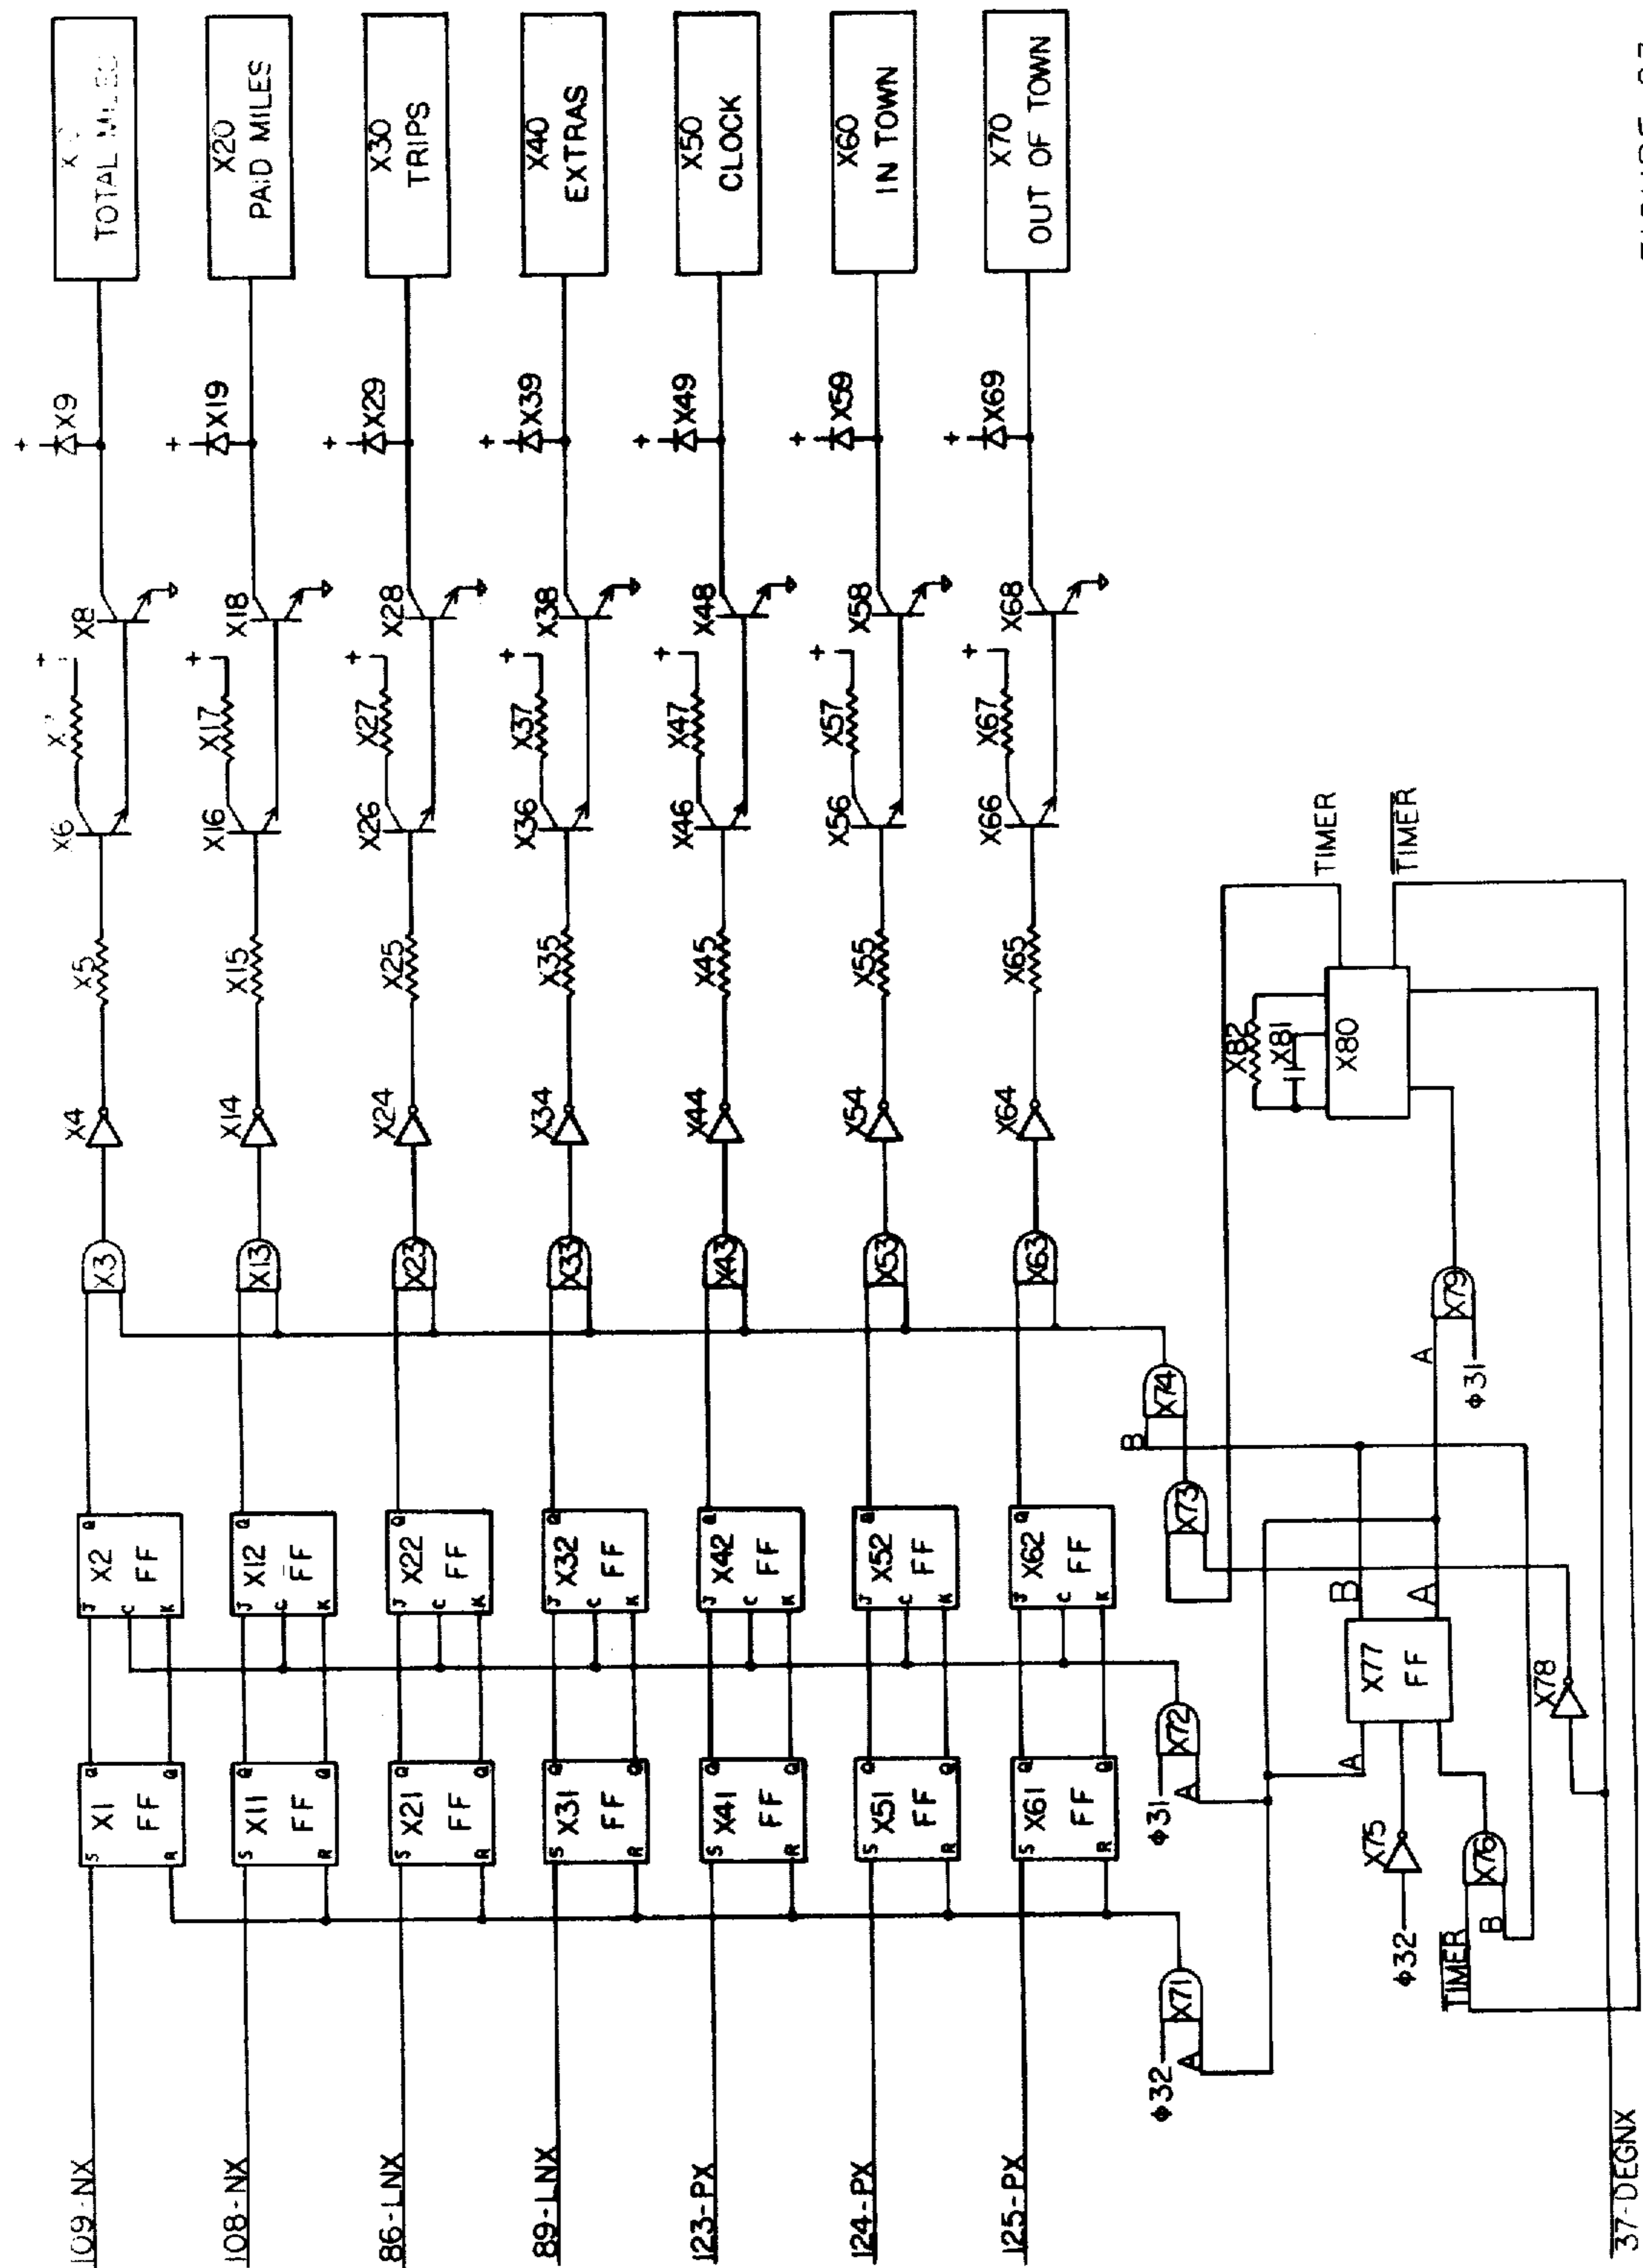 109-NX
S
X1
FF
R
Q
Q
J
X2
FF
C
K
Q
X3
X4
X5
X6
+
X8
+
X9
TOTAL MILES
108-NX
S
X11
FF
R
Q
Q
J
X12
FF
C
K
Q
X13
X14
X15
X16
X17
+
X18
+
X19
X20
PAID MILES
86-LNX
S
X21
FF
R
Q
Q
J
X22
FF
C
K
Q
X23
X24
X25
X26
X27
+
X28
+
X29
X30
TRIPS
89-LNX
S
X31
FF
R
Q
Q
J
X32
FF
C
K
Q
X33
X34
X35
X36
X37
+
X38
+
X39
X40
EXTRAS
123-PX
S
X41
FF
R
Q
Q
J
X42
FF
C
K
Q
X43
X44
X45
X46
X47
+
X48
+
X49
X50
CLOCK
124-PX
S
X51
FF
R
Q
Q
J
X52
FF
C
K
Q
X53
X54
X55
X56
X57
+
X58
+
X59
X60
IN TOWN
125-PX
S
X61
FF
R
Q
Q
J
X62
FF
C
K
Q
X63
X64
X65
X66
X67
+
X68
+
X69
X70
OUT OF TOWN
ϕ32
A
X71
ϕ31
A
X72
X73
B
X74
ϕ32
X75
TIMER
B
X76
A
X77
FF
B
A
X78
A
ϕ31
X79
X82
X81
X80
TIMER
TIMER
37-DEGNX